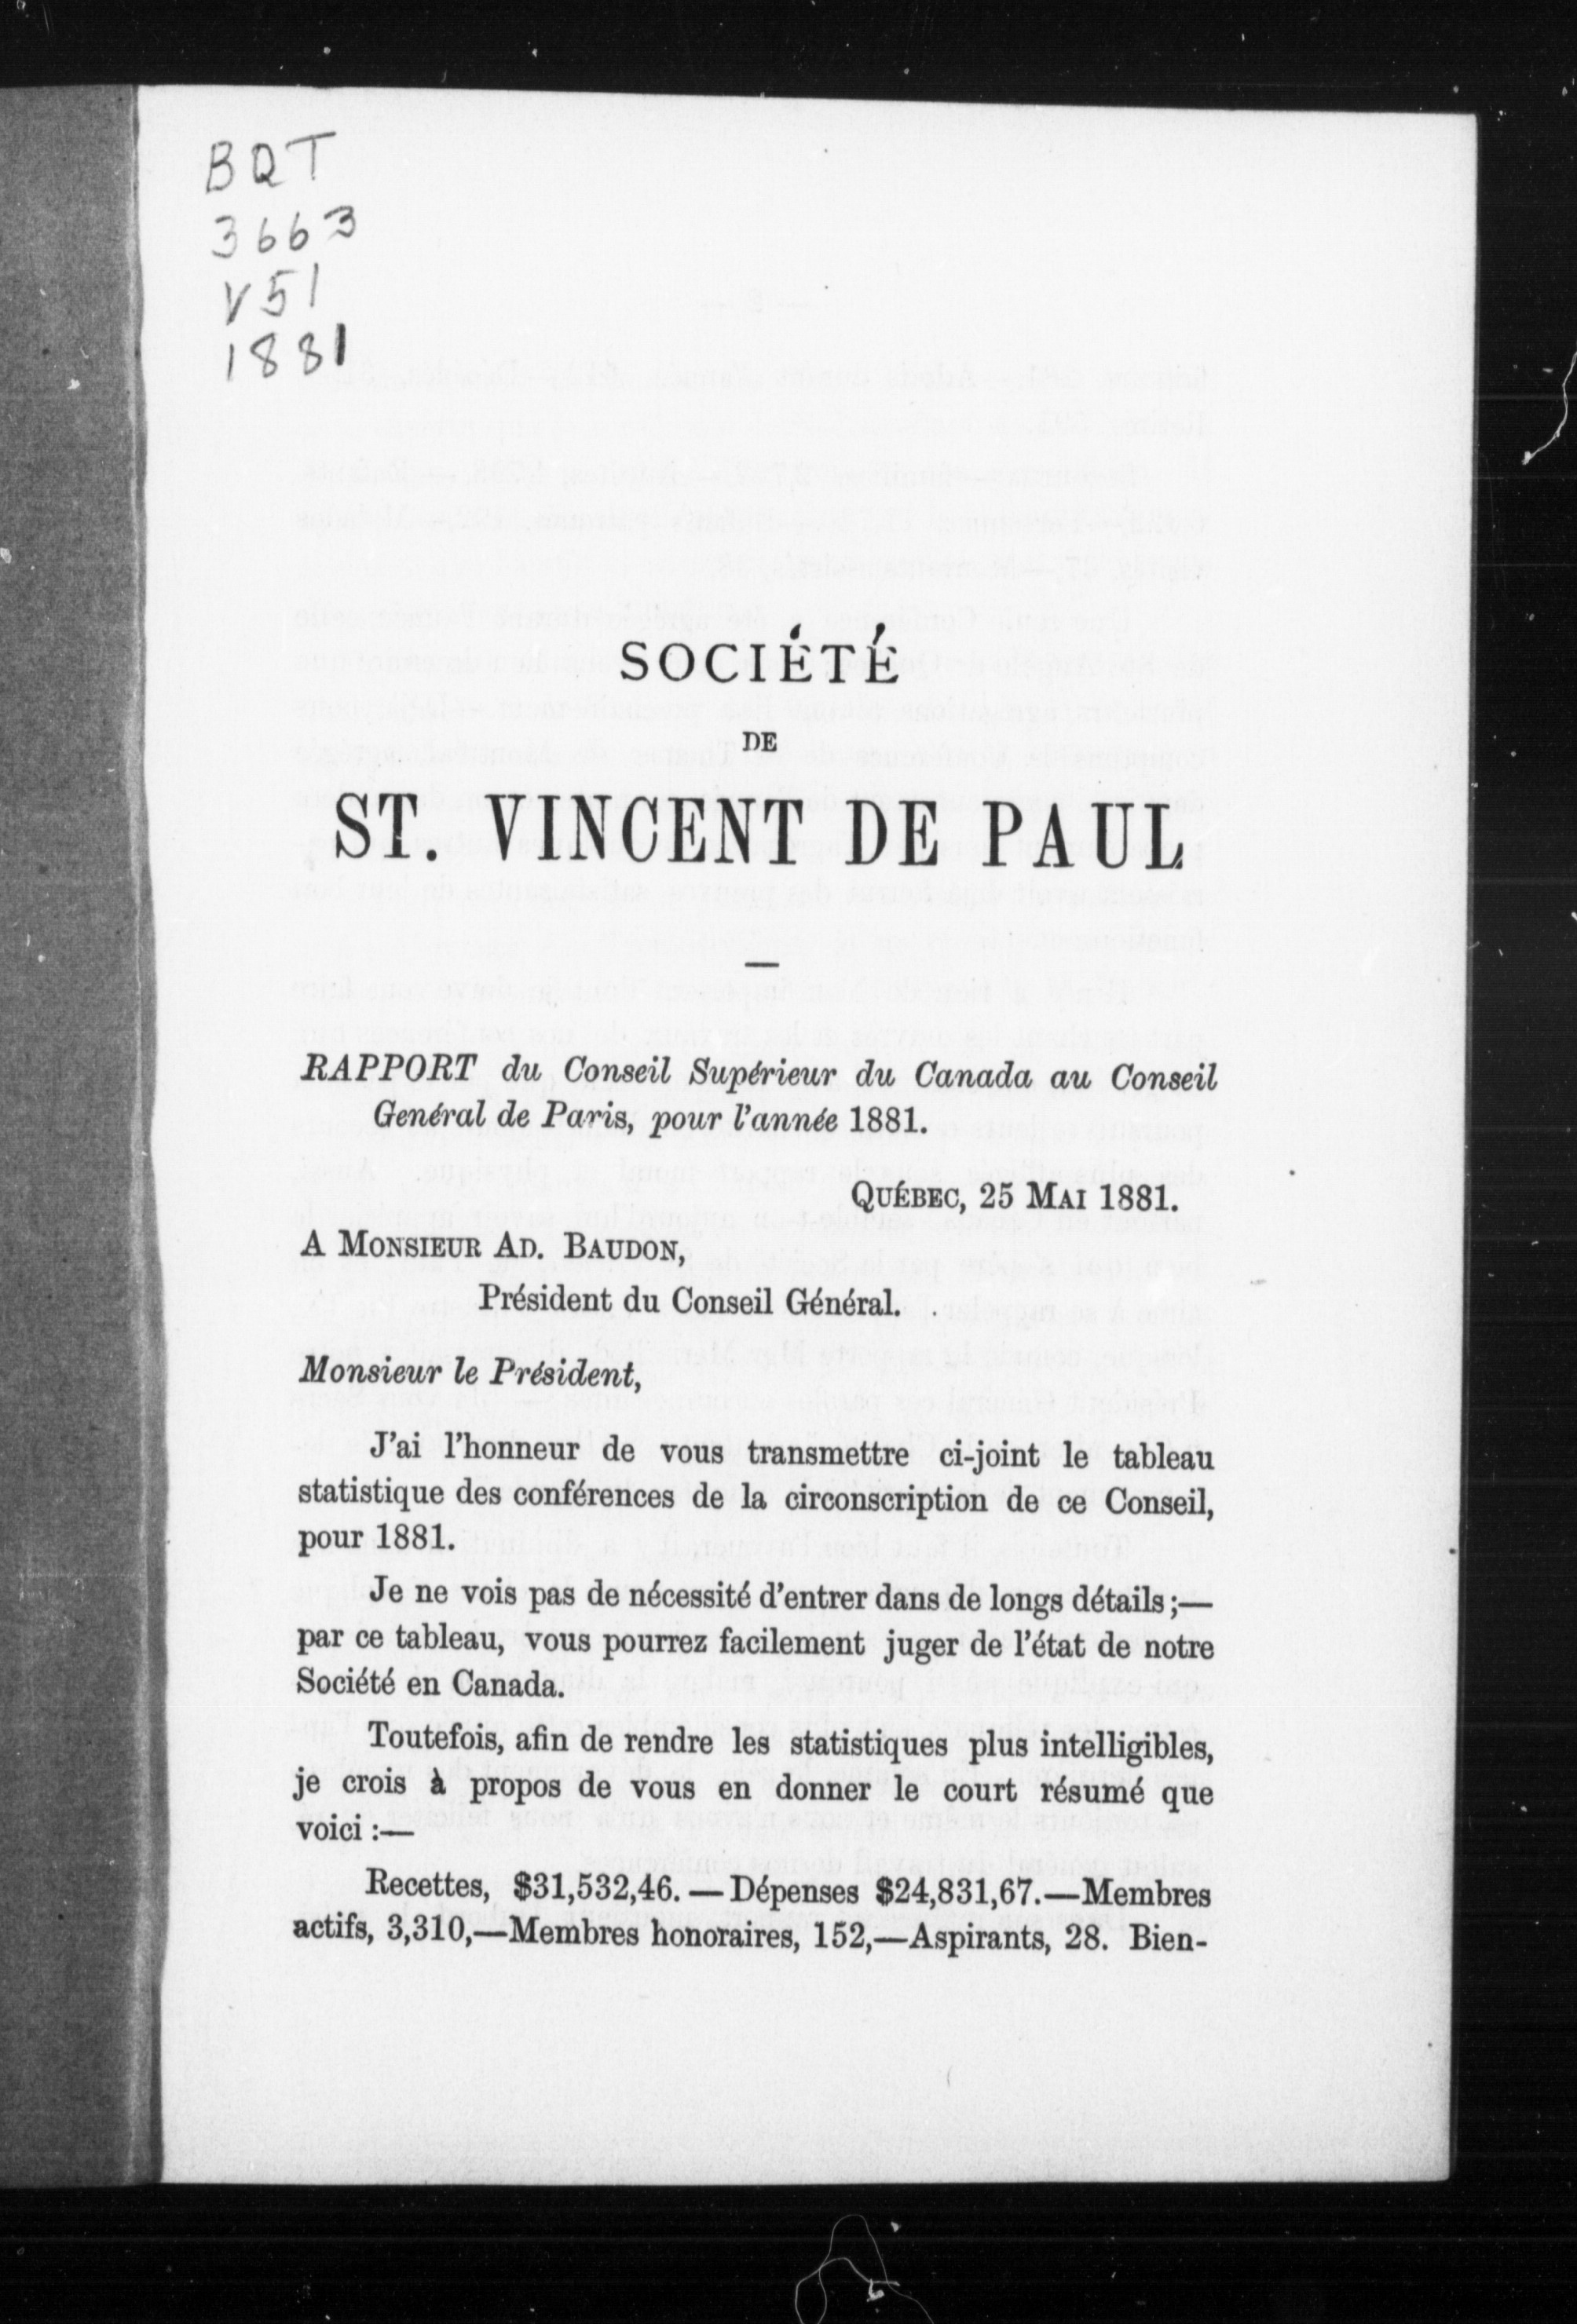 BQT
3663
V51
1881
SOCIÉTÉ
DE
ST. VINCENT DE PAUL
—
RAPPORT du Conseil Supérieur du Canada au Conseil
Genéral de Paris, pour l'année 1881.
QUÉBEC, 25 MAI 1881.
A MONSIEUR AD. BAUDON,
Président du Conseil Général.
Monsieur le Président,
J'ai l'honneur de vous transmettre ci-joint le tableau
statistique des conférences de la circonscription de ce Conseil,
pour 1881.
Je ne vois pas de nécessité d'entrer dans de longs détails ;—
par ce tableau, vous pourrez facilement juger de l'état de notre
Société en Canada.
Toutefois, afin de rendre les statistiques plus intelligibles,
je crois à propos de vous en donner le court résumé que
voici :—
Recettes, $31,532,46. — Dépenses $24,831,67.—Membres
actifs, 3,310,—Membres honoraires, 152,—Aspirants, 28. Bien-